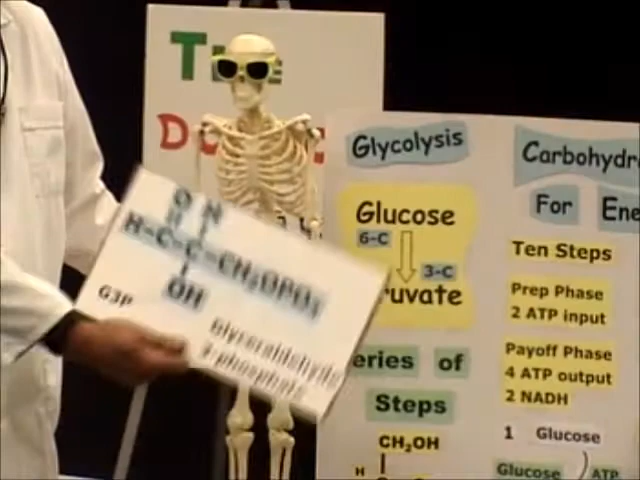 T
D
Glycolysis
Glucose
6-C
3-C
ruvate
eries of
Steps
CH₂OH
H
Carbohydr
For Ene
Ten Steps
Prep Phase
2 ATP input
Payoff Phase
4 ATP output
2 NADH
1 Glucose
Glucose ATP
O H
H-C-C-CH₂OPO₃
OH
G3P
Glyceraldehyde
3-phosphate